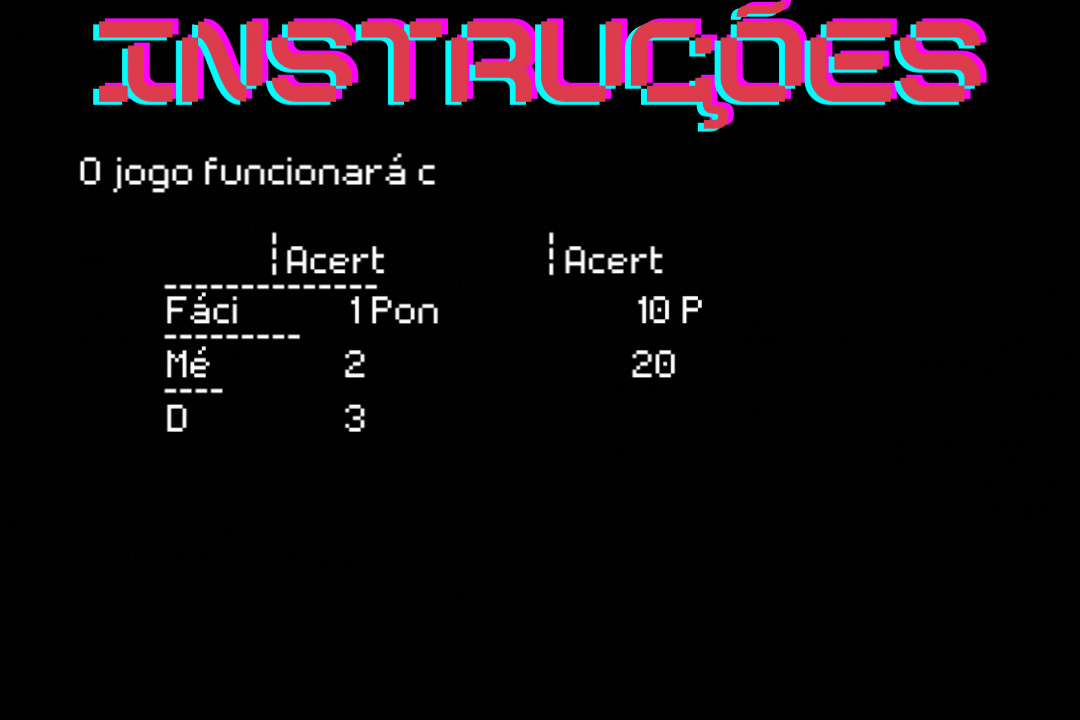 INSTRUÇÕES
O jogo funcionará c
Acert Acert
Fáci 1 Pon 10 P
Mé 2 20
D 3